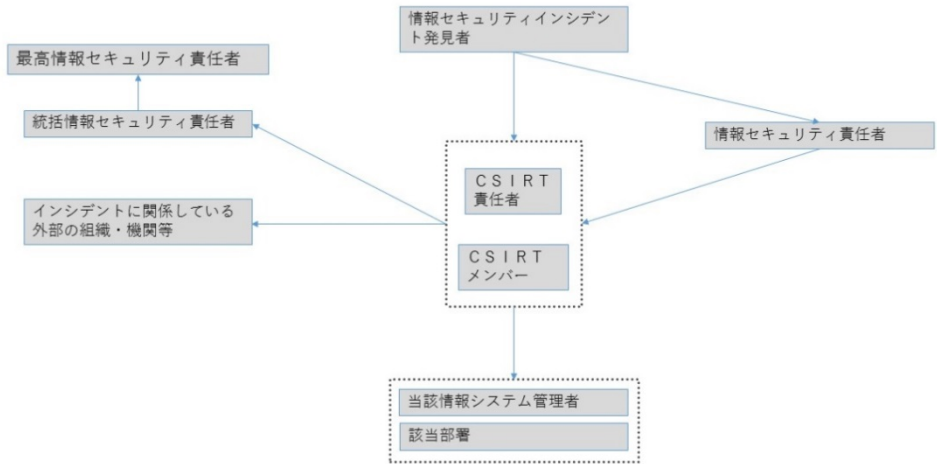 情報セキュリティインシデン
ト発見者
最高情報セキュリティ責任者
統括情報セキュリティ責任者
情報セキュリティ責任者
ＣＳＩＲＴ
責任者
インシデントに関係している
外部の組織・機関等
ＣＳＩＲＴ
メンバー
当該情報システム管理者
該当部署